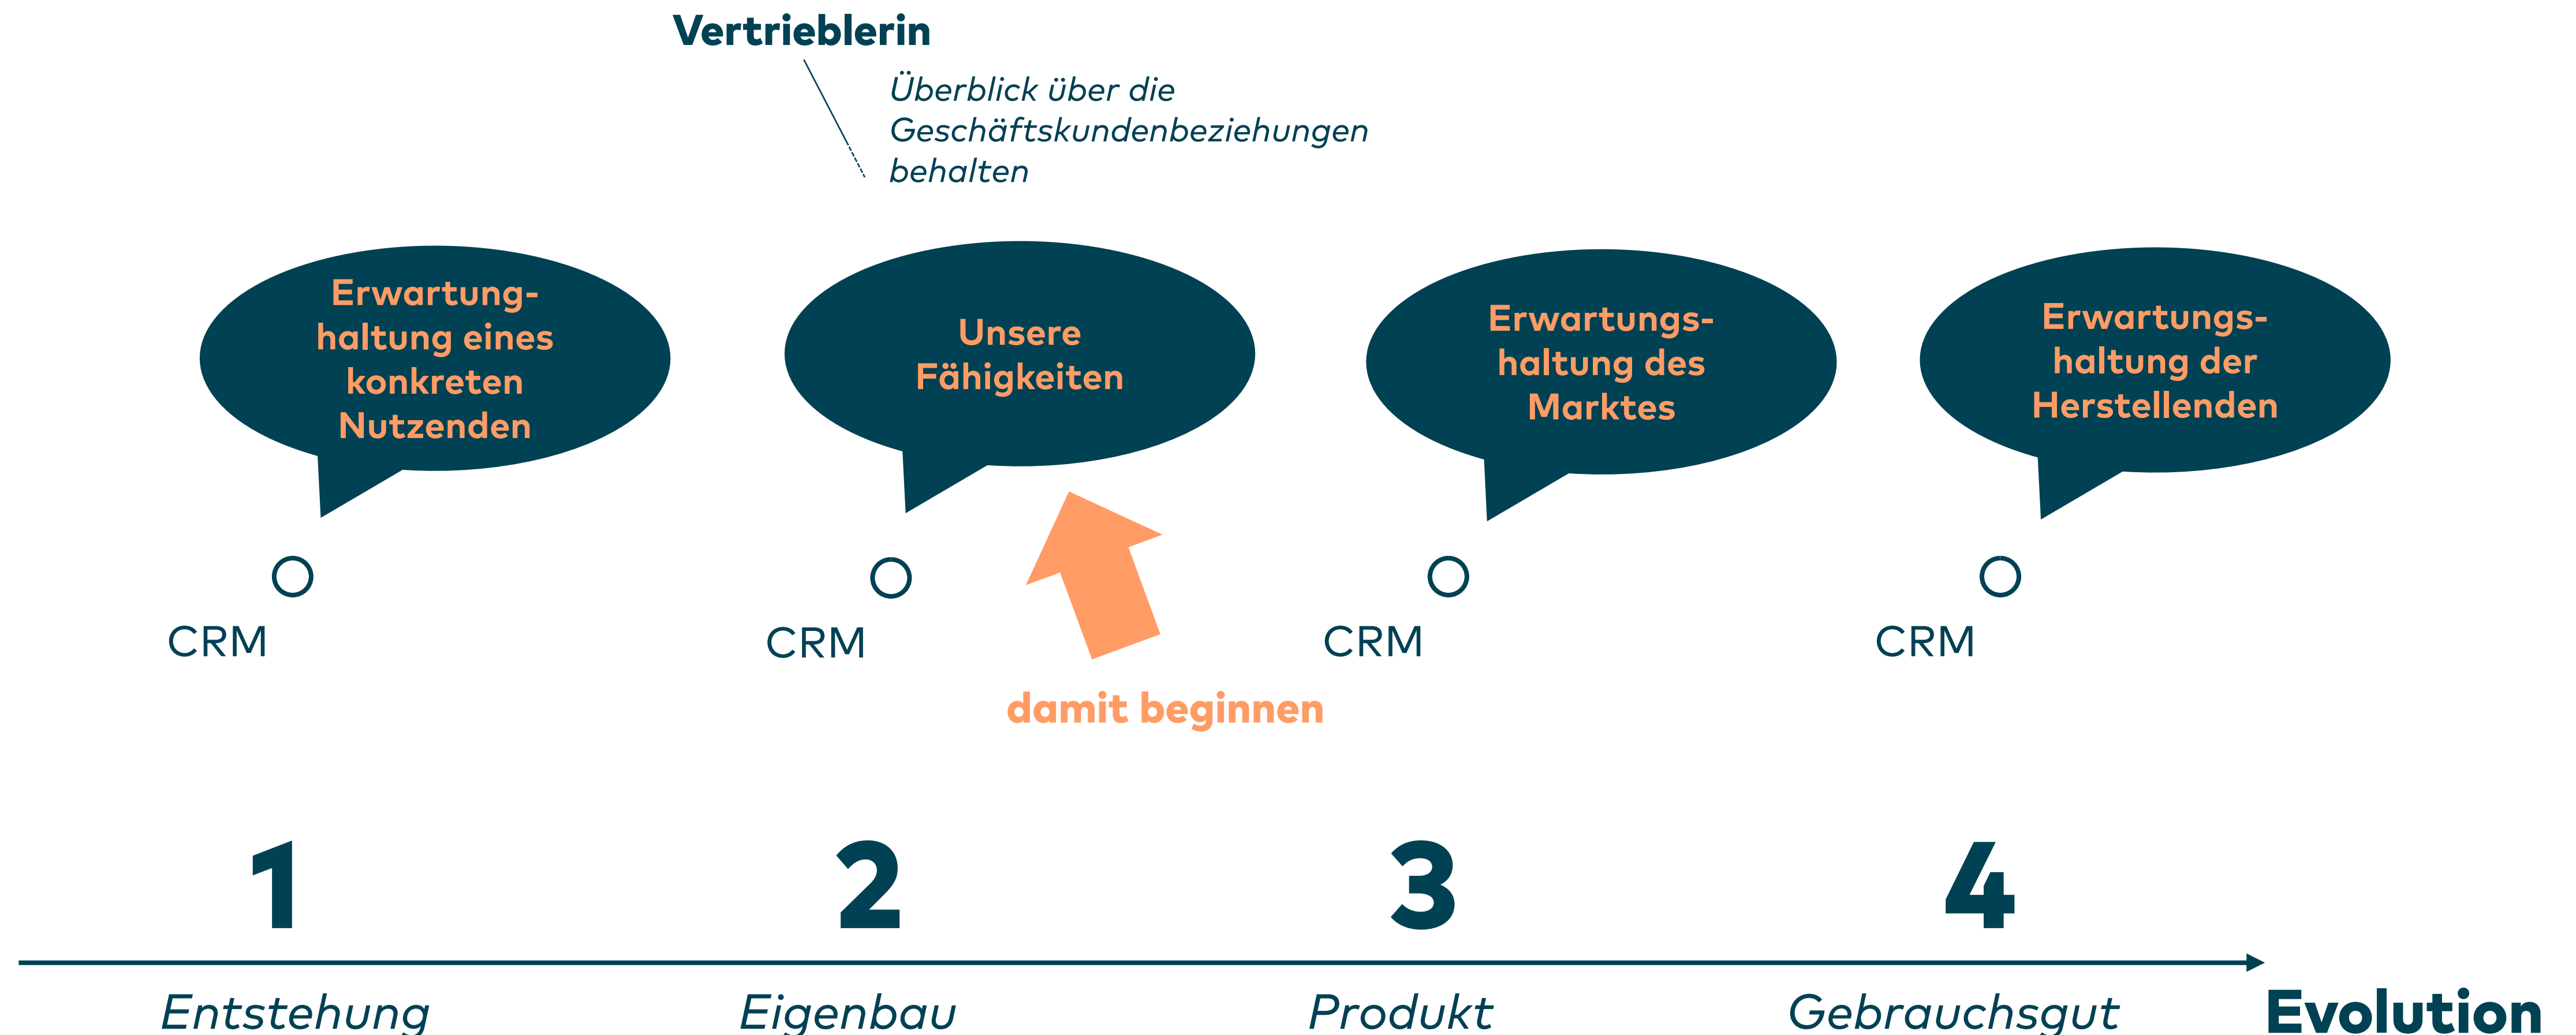 Vertrieblerin
Überblick über die
Geschäftskundenbeziehungen
behalten
Erwartung-
haltung eines
konkreten
Nutzenden
Unsere
Fähigkeiten
Erwartungs-
haltung des
Marktes
Erwartungs-
haltung der
Herstellenden
CRM
CRM
CRM
CRM
damit beginnen
1
2
3
4
Entstehung
Eigenbau
Produkt
Gebrauchsgut
Evolution